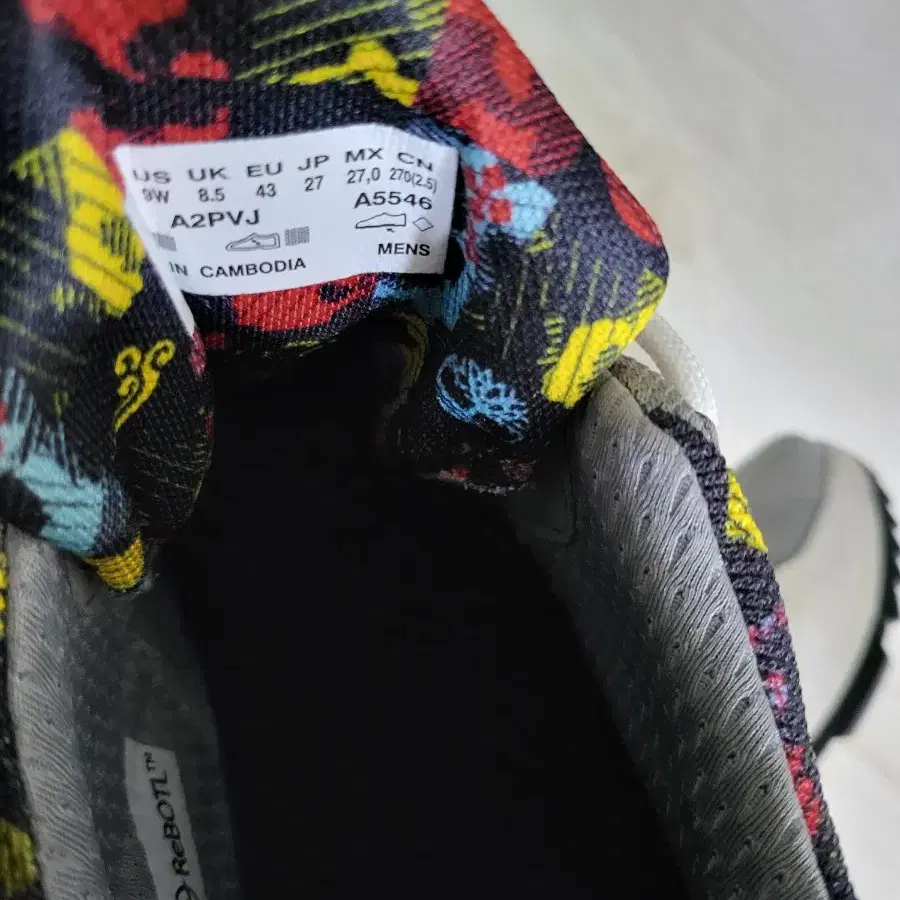 US UK EU JP MX CN
9W 8.5 43 27 27,0 270(2.5)
A2PVJ A5546
MENS
IN CAMBODIA
ReBOTL™